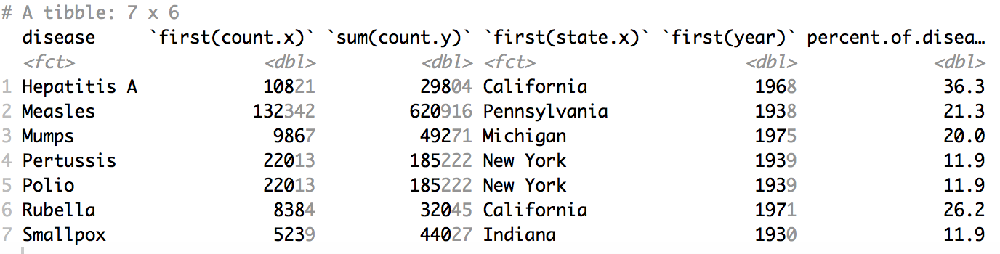 # A tibble: 7 x 6
disease `first(count.x)` `sum(count.y)` `first(state.x)` `first(year)` percent.of.disea…
<fct> <dbl> <dbl> <fct> <dbl> <dbl>
1 Hepatitis A 10821 29804 California 1968 36.3
2 Measles 132342 620916 Pennsylvania 1938 21.3
3 Mumps 9867 49271 Michigan 1975 20.0
4 Pertussis 22013 185222 New York 1939 11.9
5 Polio 22013 185222 New York 1939 11.9
6 Rubella 8384 32045 California 1971 26.2
7 Smallpox 5239 44027 Indiana 1930 11.9